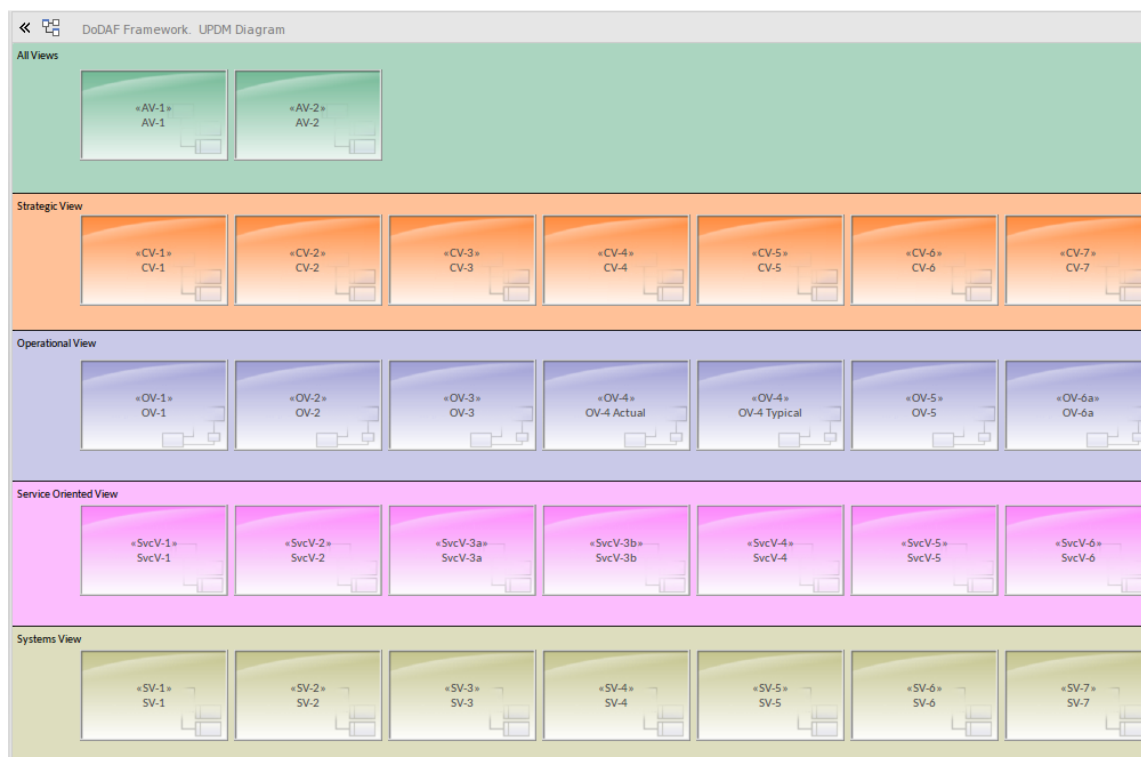 DoDAF Framework.  UPDM Diagram
All Views
«AV-1» «AV-2»
AV-1 AV-2
Strategic View
«CV-1» «CV-2» «CV-3» «CV-4» «CV-5» «CV-6» «CV-7»
CV-1 CV-2 CV-3 CV-4 CV-5 CV-6 CV-7
Operational View
«OV-1» «OV-2» «OV-3» «OV-4» «OV-4» «OV-5» «OV-6a»
OV-1 OV-2 OV-3 OV-4 Actual OV-4 Typical OV-5 OV-6a
Service Oriented View
«SvcV-1» «SvcV-2» «SvcV-3a» «SvcV-3b» «SvcV-4» «SvcV-5» «SvcV-6»
SvcV-1 SvcV-2 SvcV-3a SvcV-3b SvcV-4 SvcV-5 SvcV-6
Systems View
«SV-1» «SV-2» «SV-3» «SV-4» «SV-5» «SV-6» «SV-7»
SV-1 SV-2 SV-3 SV-4 SV-5 SV-6 SV-7